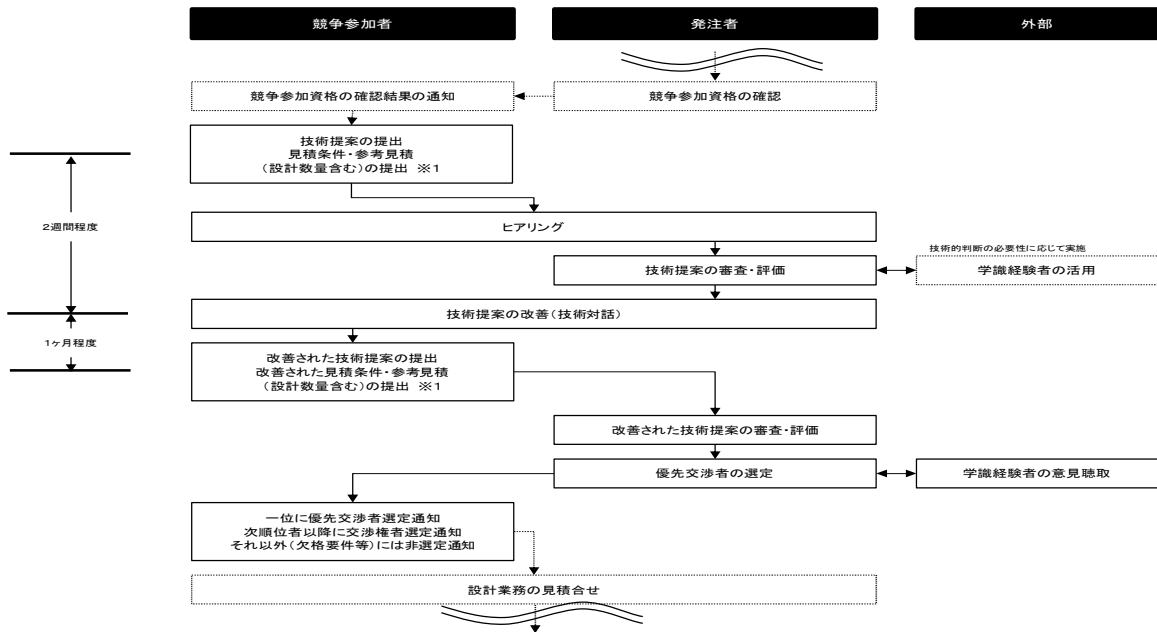 競争参加者
発注者
外部
競争参加資格の確認結果の通知
競争参加資格の確認
技術提案の提出
見積条件・参考見積
(設計数量含む)の提出 ※1
2週間程度
ヒアリング
技術的判断の必要性に応じて実施
技術提案の審査・評価
学識経験者の活用
技術提案の改善(技術対話)
1ヶ月程度
改善された技術提案の提出
改善された見積条件・参考見積
(設計数量含む)の提出 ※1
改善された技術提案の審査・評価
優先交渉者の選定
学識経験者の意見聴取
一位に優先交渉者選定通知
次順位者以降に交渉権者選定通知
それ以外(欠格要件等)には非選定通知
設計業務の見積合せ